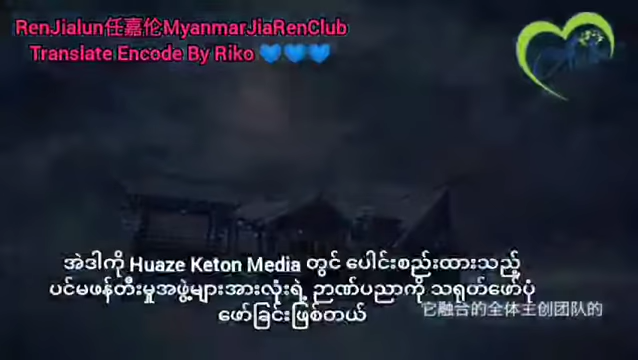 RenJialun任嘉伦MyanmarJiaRenClub
Translate Encode By Riko 💙💙💙
အဲဒါကို Huaze Keton Media တွင် ပေါင်းစည်းထားသည့်
ပင်မဖန်တီးမှုအဖွဲ့များအားလုံးရဲ့ ဉာဏ်ပညာကို သရုတ်ဖော်ပုံ
ဖော်ခြင်းဖြစ်တယ်
它融合的全体主创团队的